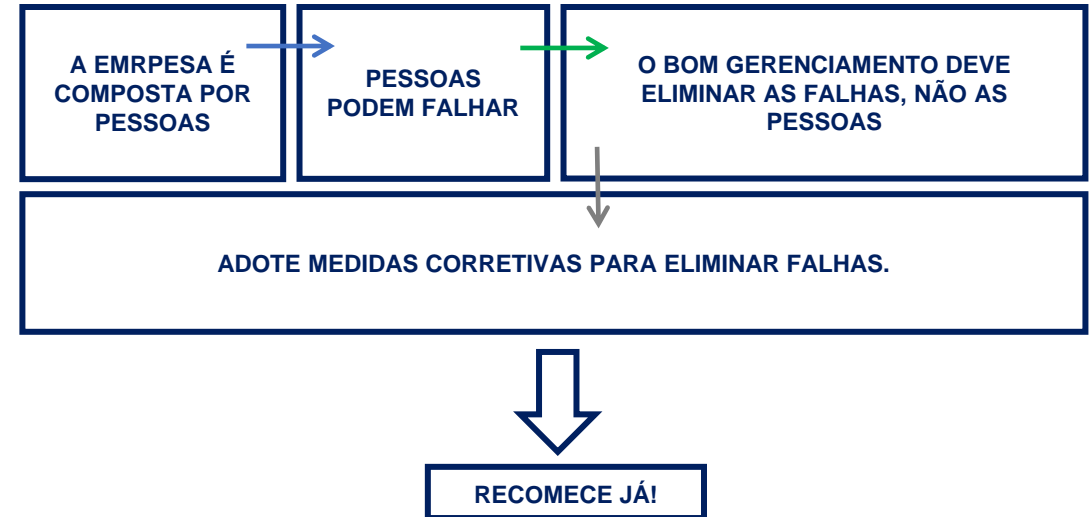 A EMRPESA É
COMPOSTA POR
PESSOAS
PESSOAS
PODEM FALHAR
O BOM GERENCIAMENTO DEVE
ELIMINAR AS FALHAS, NÃO AS
PESSOAS
ADOTE MEDIDAS CORRETIVAS PARA ELIMINAR FALHAS.
RECOMECE JÁ!